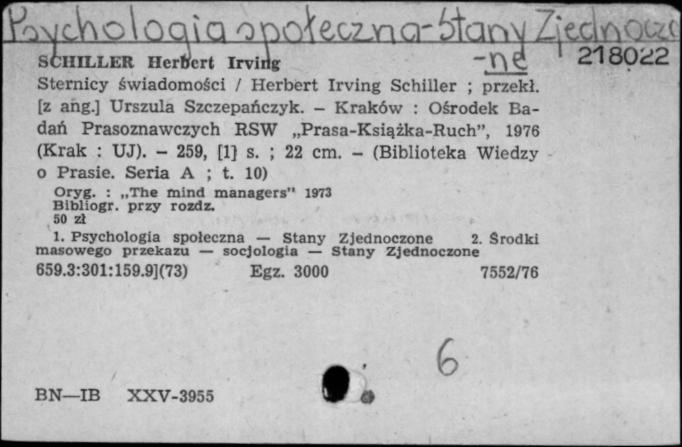 Psychologia społeczna-Stany Zjednoczo
-ne 218022
SCHILLER Herbert Irving
Sternicy świadomości / Herbert Irving Schiller ; przekł.
[z ang.] Urszula Szczepańczyk. – Kraków : Ośrodek Ba-
dań Prasoznawczych RSW „Prasa-Książka-Ruch”, 1976
(Krak : UJ). – 259, [1] s. ; 22 cm. – (Biblioteka Wiedzy
o Prasie. Seria A ; t. 10)
Oryg. : „The mind managers” 1973
Bibliogr. przy rozdz.
50 zł
1. Psychologia społeczna — Stany Zjednoczone 2. Środki
masowego przekazu — socjologia — Stany Zjednoczone
659.3:301:159.9](73) Egz. 3000 7552/76
6
BN—IB XXV-3955